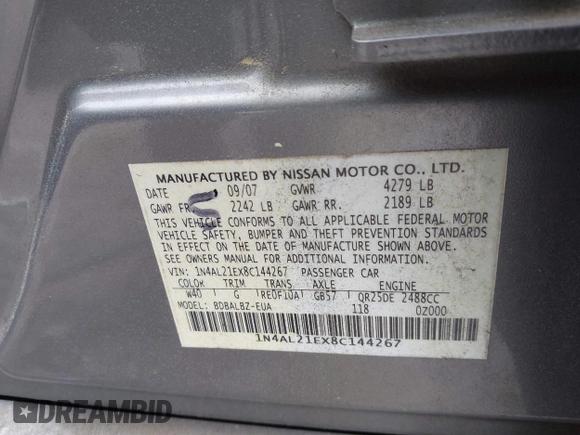 MANUFACTURED BY NISSAN MOTOR CO., LTD.
DATE 09/07 GVWR 4279 LB
GAWR FR. 2242 LB GAWR RR. 2189 LB
THIS VEHICLE CONFORMS TO ALL APPLICABLE FEDERAL MOTOR
VEHICLE SAFETY, BUMPER AND THEFT PREVENTION STANDARDS
IN EFFECT ON THE DATE OF MANUFACTURE SHOWN ABOVE.
SEE OWNERS MANUAL FOR ADDITIONAL INFORMATION.
VIN: 1N4AL21EX8C144267 PASSENGER CAR
COLOR TRIM TRANS AXLE ENGINE
W40 G RE0F10A GB57 QR25DE 2488CC
MODEL: BDBALBZ-EUA 118 0Z000
1N4AL21EX8C144267
DREAMBID